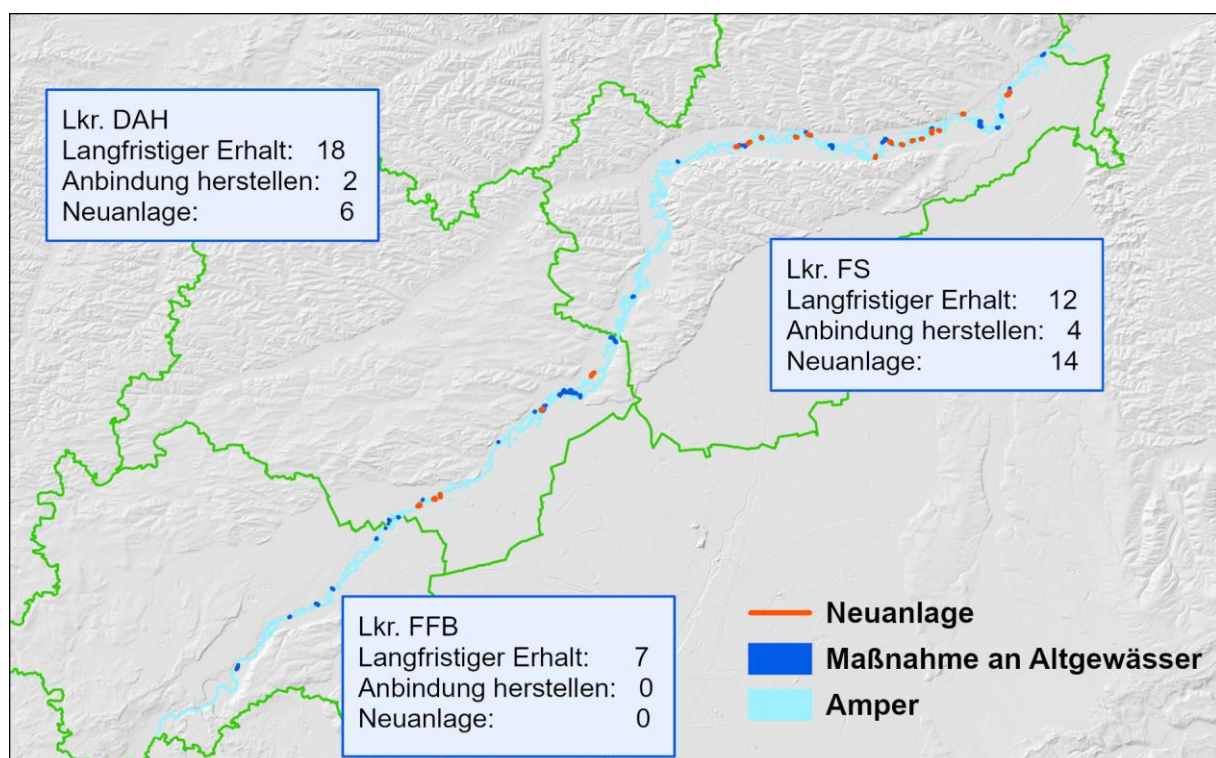 Lkr. DAH
Langfristiger Erhalt: 18
Anbindung herstellen: 2
Neuanlage: 6
Lkr. FS
Langfristiger Erhalt: 12
Anbindung herstellen: 4
Neuanlage: 14
Lkr. FFB
Langfristiger Erhalt: 7
Anbindung herstellen: 0
Neuanlage: 0
Neuanlage
Maßnahme an Altgewässer
Amper